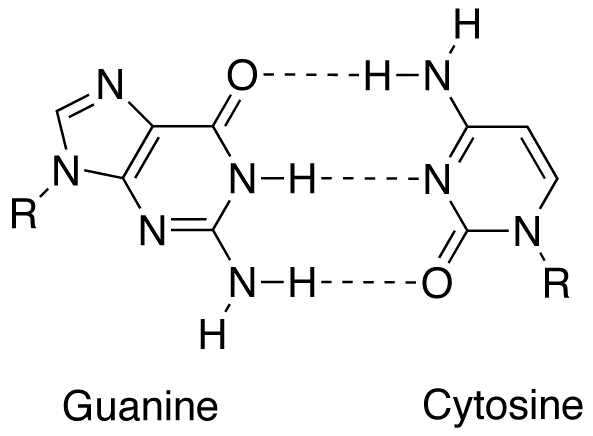 H
N O H N
N H N
N
R N N
N H O R
H
Guanine Cytosine